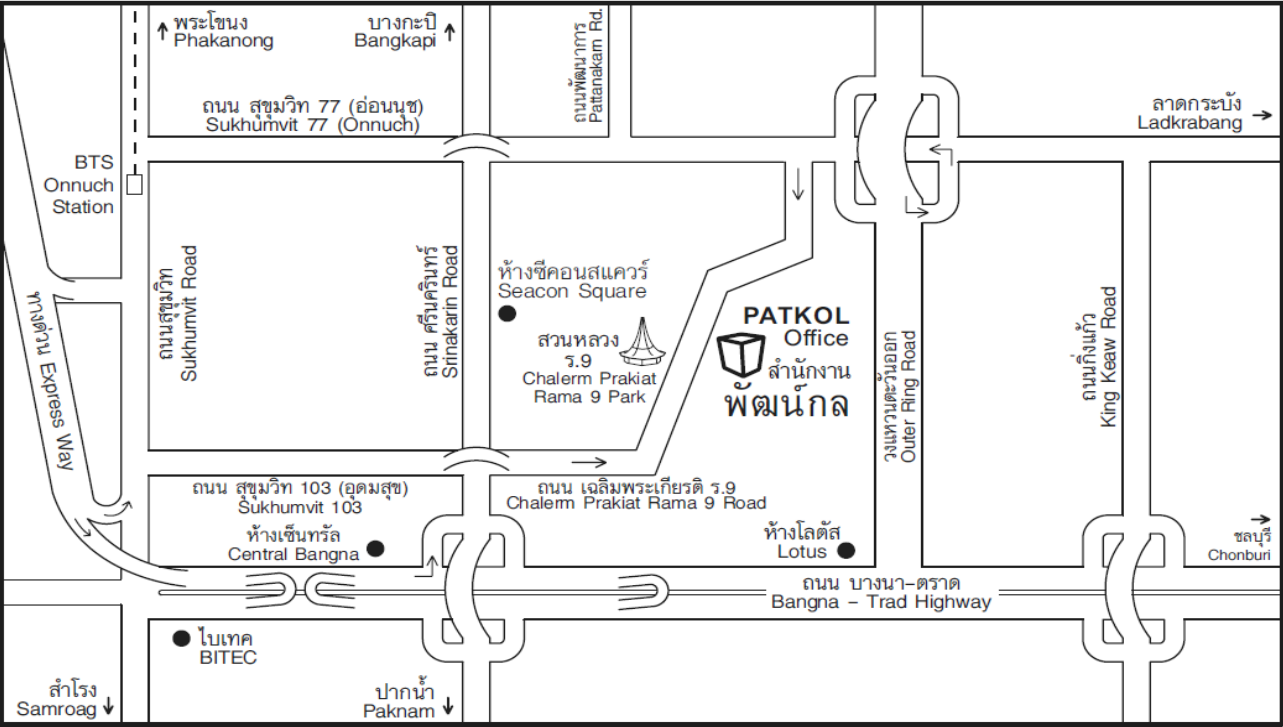 พระโขนง
Phakanong
บางกะปิ
Bangkapi
ถนนพัฒนาการ
Pattanakarn Rd.
ถนน สุขุมวิท 77 (อ่อนนุช)
Sukhumvit 77 (Onnuch)
ลาดกระบัง
Ladkrabang
BTS
Onnuch
Station
ถนนสุขุมวิท
Sukhumvit Road
ถนน ศรีนครินทร์
Srinakarin Road
ห้างซีคอนสแควร์
Seacon Square
สวนหลวง
ร.9
Chalerm Prakiat
Rama 9 Park
PATKOL
Office
สำนักงาน
พัฒน์กล
วงแหวนตะวันออก
Outer Ring Road
ถนนกิ่งแก้ว
King Keaw Road
ทางด่วน Express Way
ถนน สุขุมวิท 103 (อุดมสุข)
Sukhumvit 103
ถนน เฉลิมพระเกียรติ ร.9
Chalerm Prakiat Rama 9 Road
ห้างเซ็นทรัล
Central Bangna
ห้างโลตัส
Lotus
ชลบุรี
Chonburi
ถนน บางนา-ตราด
Bangna - Trad Highway
ไบเทค
BITEC
สำโรง
Samroag
ปากน้ำ
Paknam